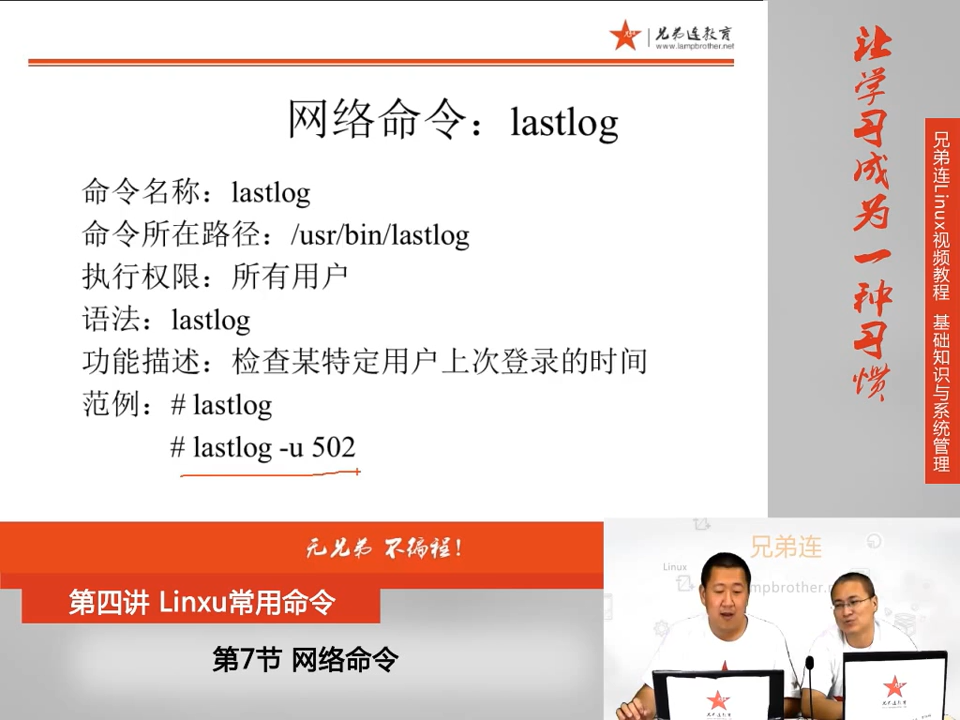 兄弟连教育
www.lampbrother.net
网络命令：lastlog
命令名称：lastlog
命令所在路径：/usr/bin/lastlog
执行权限：所有用户
语法：lastlog
功能描述：检查某特定用户上次登录的时间
范例：# lastlog
# lastlog -u 502
让学习成为一种习惯
兄弟连Linux视频教程 基础知识与系统管理
无兄弟 不编程！
第四讲 Linxu常用命令
第7节 网络命令
兄弟连
Linux